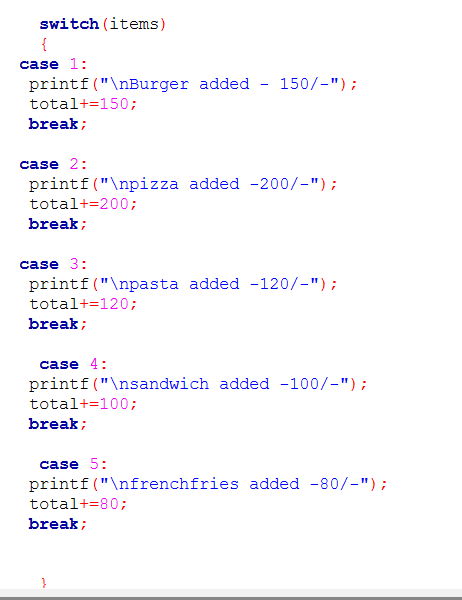 switch(items)
{
case 1:
printf("\nBurger added - 150/-");
total+=150;
break;
case 2:
printf("\npizza added -200/-");
total+=200;
break;
case 3:
printf("\npasta added -120/-");
total+=120;
break;
case 4:
printf("\nsandwich added -100/-");
total+=100;
break;
case 5:
printf("\nfrenchfries added -80/-");
total+=80;
break;
}